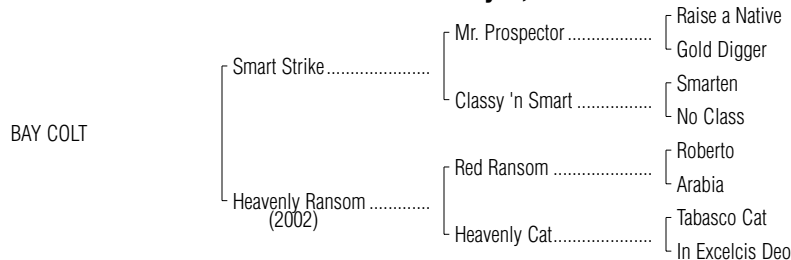 Raise a Native
Mr. Prospector
Gold Digger
Smart Strike
Smarten
Classy 'n Smart
No Class
BAY COLT
Roberto
Red Ransom
Arabia
Heavenly Ransom
(2002)
Tabasco Cat
Heavenly Cat
In Excelcis Deo